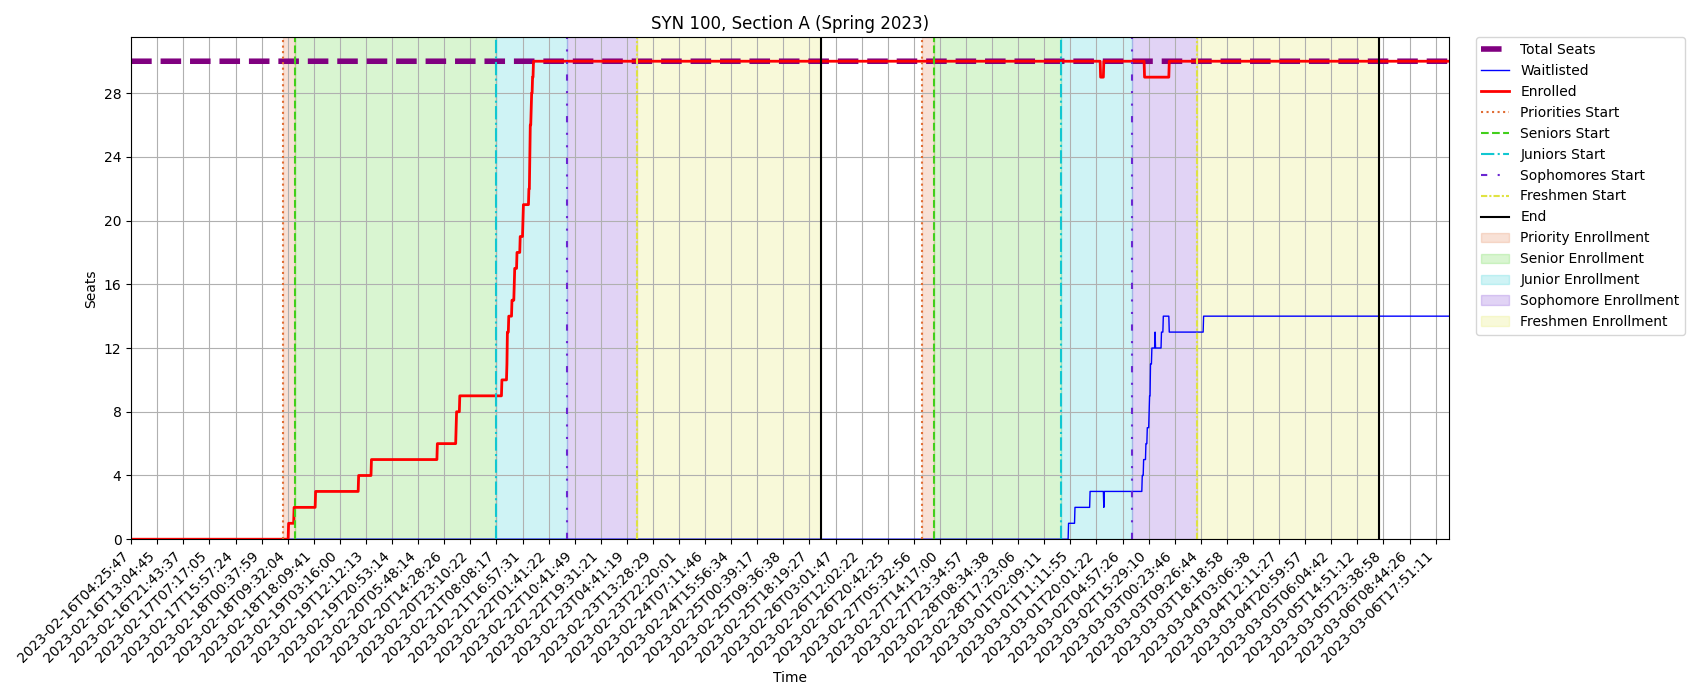 SYN 100, Section A (Spring 2023)
Seats
28
24
20
16
12
8
4
0
2023-02-16T04:25:47
2023-02-16T13:04:45
2023-02-16T21:43:37
2023-02-17T07:17:05
2023-02-17T15:57:24
2023-02-18T00:37:59
2023-02-18T09:32:04
2023-02-18T18:09:41
2023-02-19T03:16:00
2023-02-19T12:12:13
2023-02-19T20:53:14
2023-02-20T05:48:14
2023-02-20T14:28:26
2023-02-20T23:10:22
2023-02-21T08:08:17
2023-02-21T16:57:31
2023-02-22T01:41:22
2023-02-22T10:41:49
2023-02-22T19:31:21
2023-02-23T04:41:19
2023-02-23T13:28:29
2023-02-23T22:20:01
2023-02-24T07:11:46
2023-02-24T15:56:34
2023-02-25T00:39:17
2023-02-25T09:36:38
2023-02-25T18:19:27
2023-02-26T03:01:47
2023-02-26T12:02:22
2023-02-26T20:42:25
2023-02-27T05:32:56
2023-02-27T14:17:00
2023-02-27T23:34:57
2023-02-28T08:34:38
2023-02-28T17:23:06
2023-03-01T02:09:11
2023-03-01T11:11:55
2023-03-01T20:01:22
2023-03-02T04:57:26
2023-03-02T15:29:10
2023-03-03T00:23:46
2023-03-03T09:26:44
2023-03-03T18:18:58
2023-03-04T03:06:38
2023-03-04T12:11:27
2023-03-04T20:59:57
2023-03-05T06:04:42
2023-03-05T14:51:12
2023-03-05T23:38:58
2023-03-06T08:44:26
2023-03-06T17:51:11
Time
Total Seats
Waitlisted
Enrolled
Priorities Start
Seniors Start
Juniors Start
Sophomores Start
Freshmen Start
End
Priority Enrollment
Senior Enrollment
Junior Enrollment
Sophomore Enrollment
Freshmen Enrollment